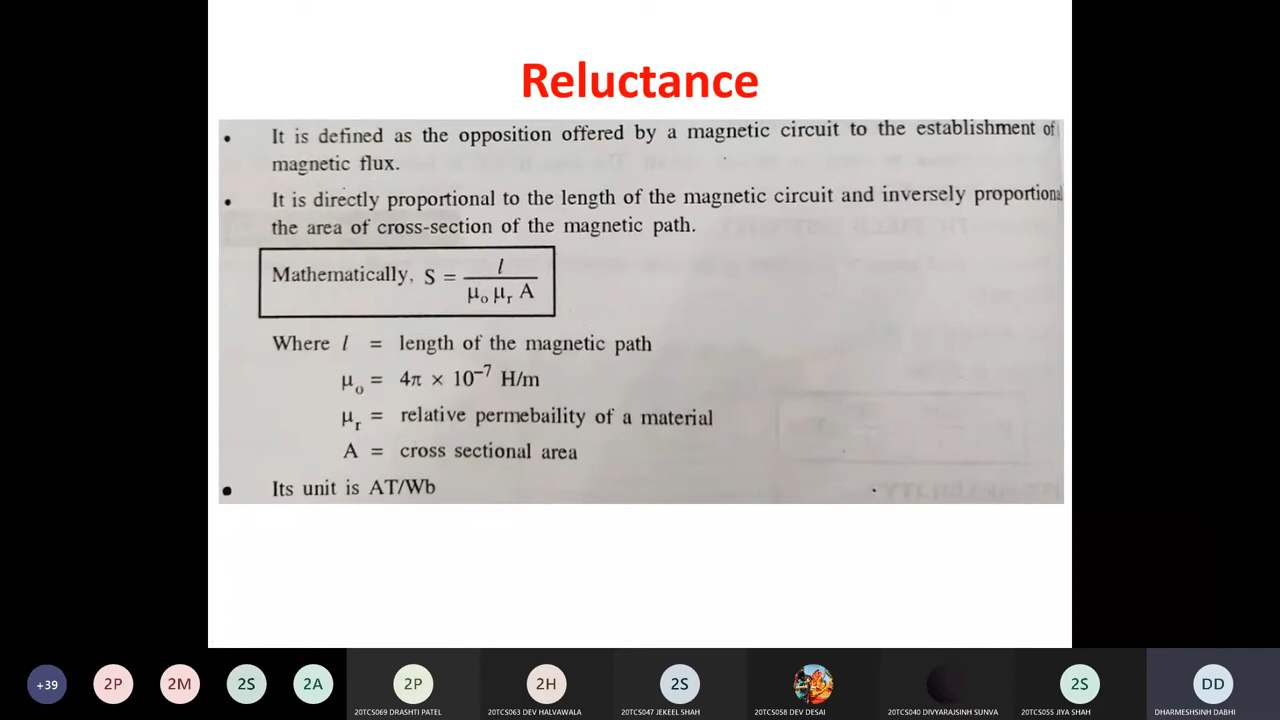 Reluctance
• It is defined as the opposition offered by a magnetic circuit to the establishment of
magnetic flux.
• It is directly proportional to the length of the magnetic circuit and inversely proportional
the area of cross-section of the magnetic path.
Mathematically, S = l / μo μr A
Where l = length of the magnetic path
μo = 4π × 10⁻⁷ H/m
μr = relative permebaility of a material
A = cross sectional area
• Its unit is AT/Wb
+39 2P 2M 2S 2A 2P 2H 2S 2S DD
20TCS069 DRASHTI PATEL 20TCS063 DEV HALVAWALA 20TCS047 JEKEEL SHAH 20TCS058 DEV DESAI 20TCS040 DIVYARAJSINH SUNVA 20TCS055 JIYA SHAH DHARMESHSINH DABHI